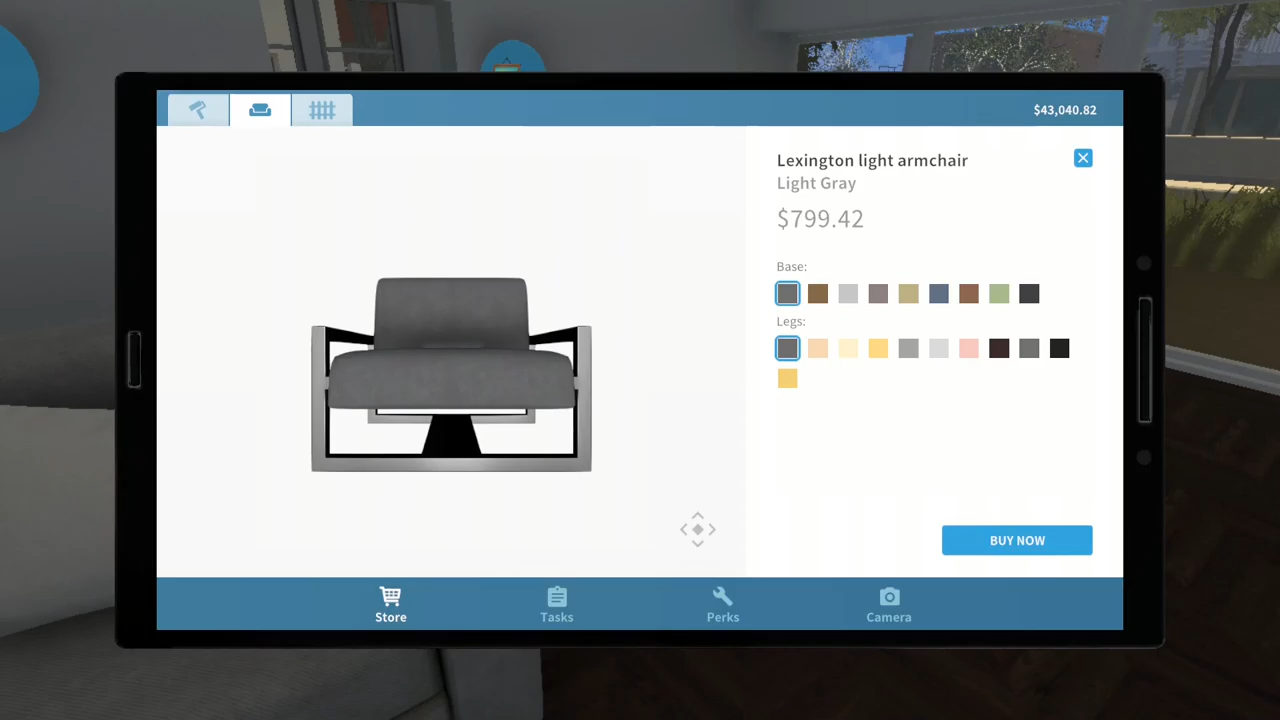 $43,040.82
Lexington light armchair
Light Gray
$799.42
Base:
Legs:
BUY NOW
Store
Tasks
Perks
Camera